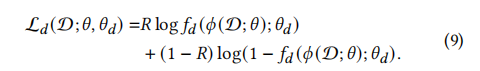 ℒ_d(𝒟; θ, θ_d) =R log f_d(ϕ(𝒟; θ); θ_d)
+ (1 − R) log(1 − f_d(ϕ(𝒟; θ); θ_d).
(9)